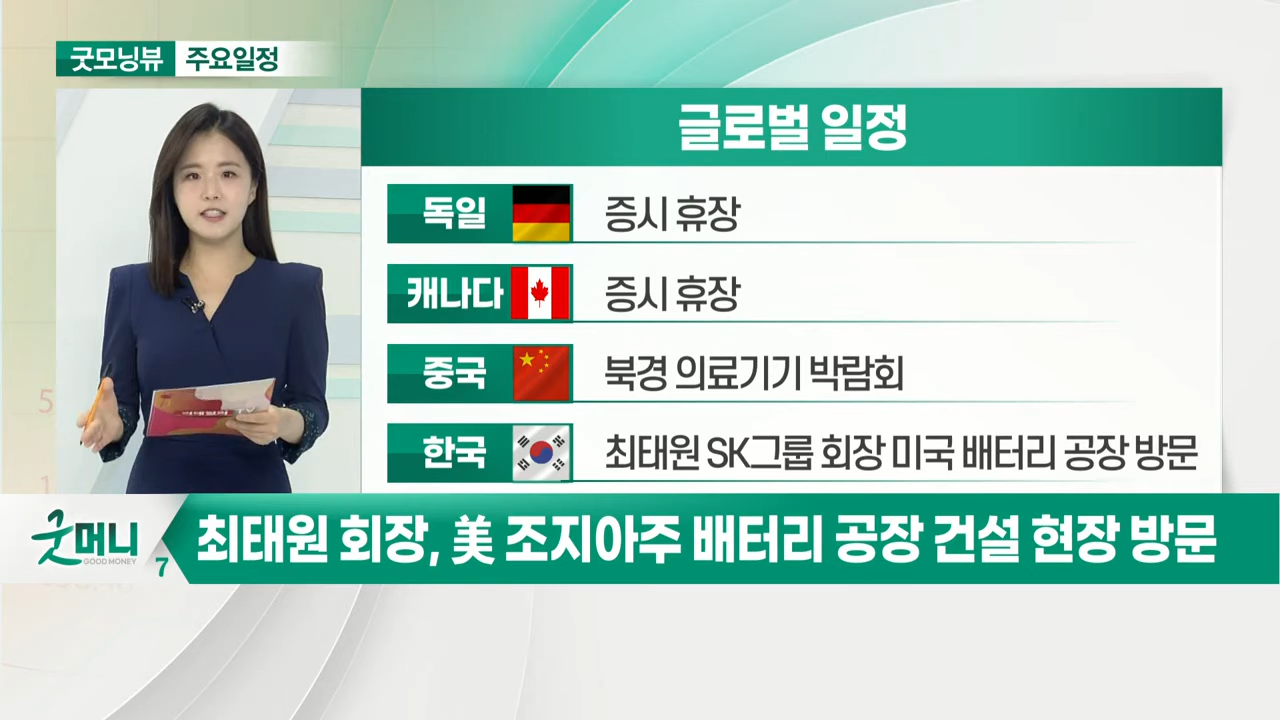 굿모닝뷰 주요일정
글로벌 일정
독일 증시 휴장
캐나다 증시 휴장
중국 북경 의료기기 박람회
한국 최태원 SK그룹 회장 미국 배터리 공장 방문
굿머니
GOOD MONEY
7
최태원 회장, 美 조지아주 배터리 공장 건설 현장 방문
5
1